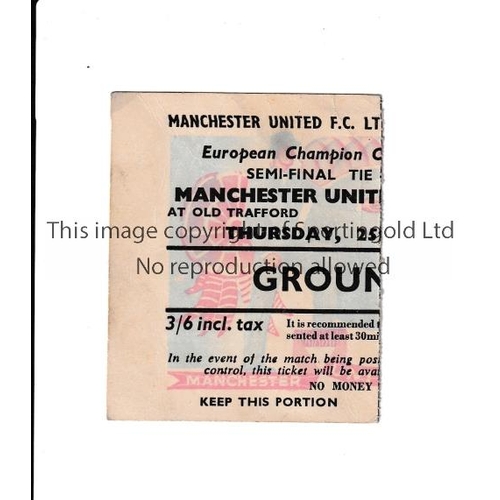 MANCHESTER UNITED F.C. LT
European Champion C
SEMI-FINAL TIE
MANCHESTER UNIT
AT OLD TRAFFORD
This image copyright of Sportingold Ltd
THURSDAY, 25
No reproduction allowed
GROUN
3/6 incl. tax
It is recommended t
sented at least 30mi
In the event of the match being pos
control, this ticket will be ava
MANCHESTER
NO MONEY
KEEP THIS PORTION